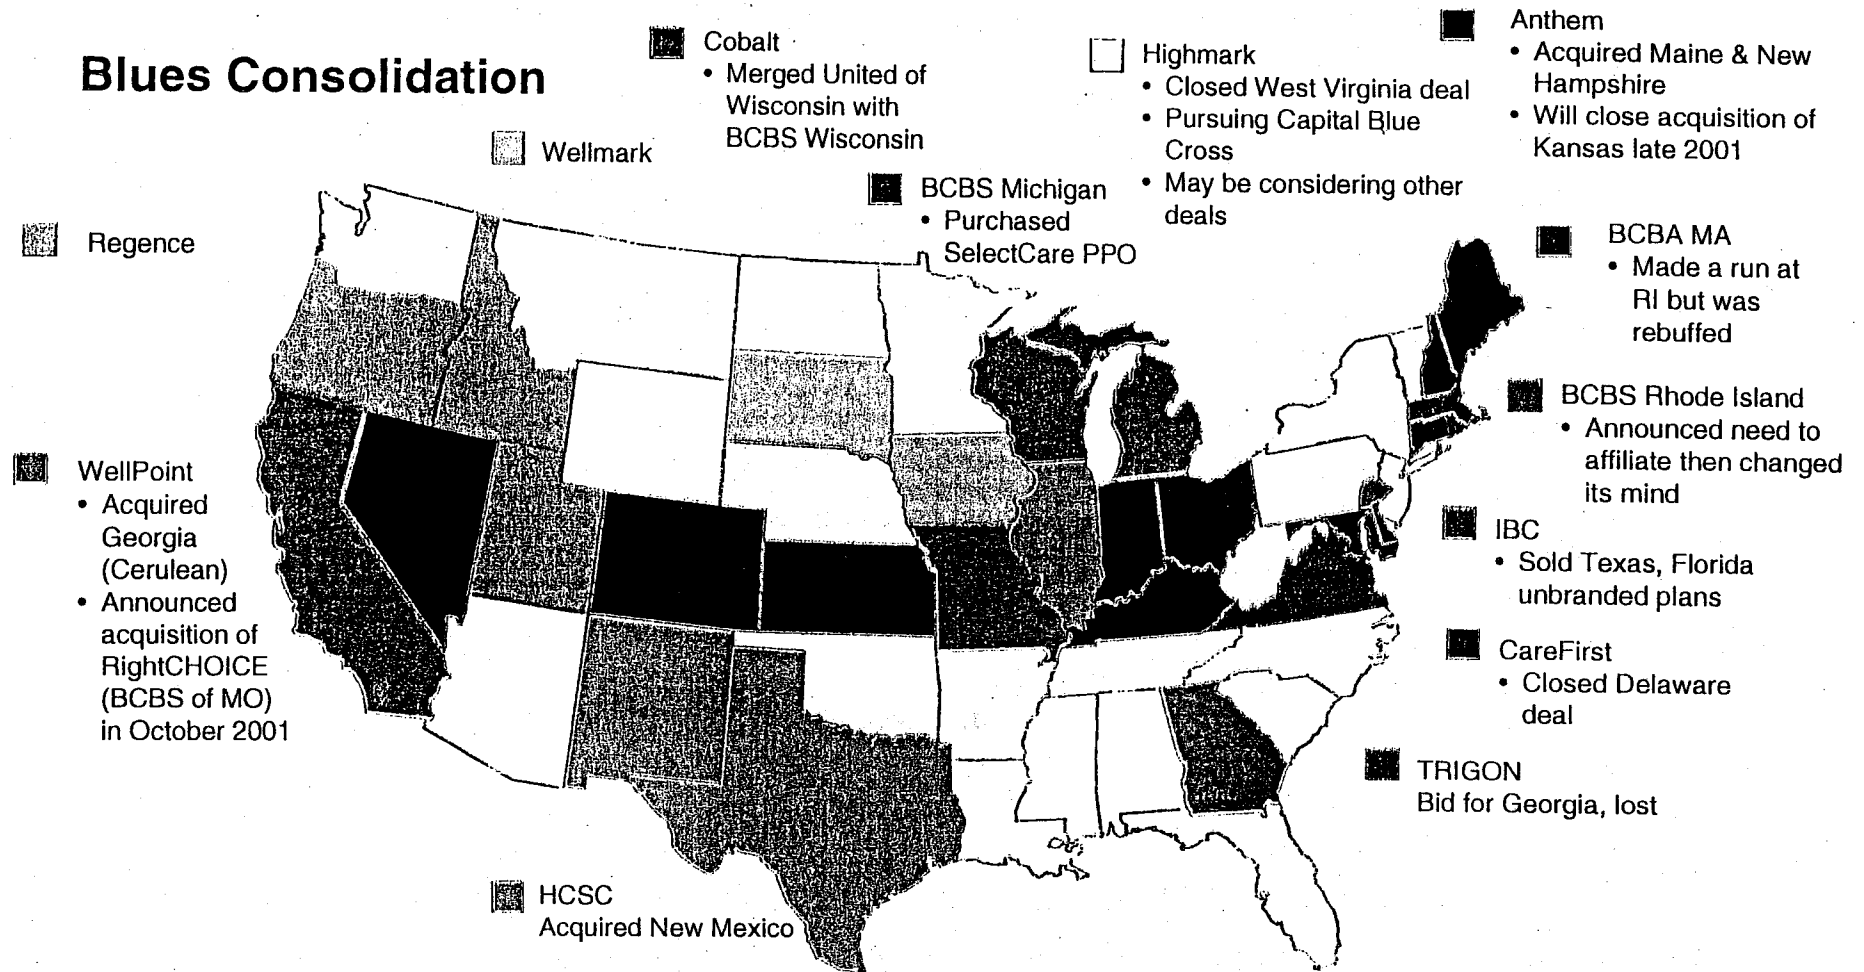 Blues Consolidation
Cobalt
• Merged United of
Wisconsin with
BCBS Wisconsin
Highmark
• Closed West Virginia deal
• Pursuing Capital Blue
Cross
• May be considering other
deals
Anthem
• Acquired Maine & New
Hampshire
• Will close acquisition of
Kansas late 2001
Wellmark
BCBS Michigan
• Purchased
SelectCare PPO
Regence
BCBA MA
• Made a run at
RI but was
rebuffed
BCBS Rhode Island
• Announced need to
affiliate then changed
its mind
WellPoint
• Acquired
Georgia
(Cerulean)
• Announced
acquisition of
RightCHOICE
(BCBS of MO)
in October 2001
IBC
• Sold Texas, Florida
unbranded plans
CareFirst
• Closed Delaware
deal
TRIGON
Bid for Georgia, lost
HCSC
Acquired New Mexico